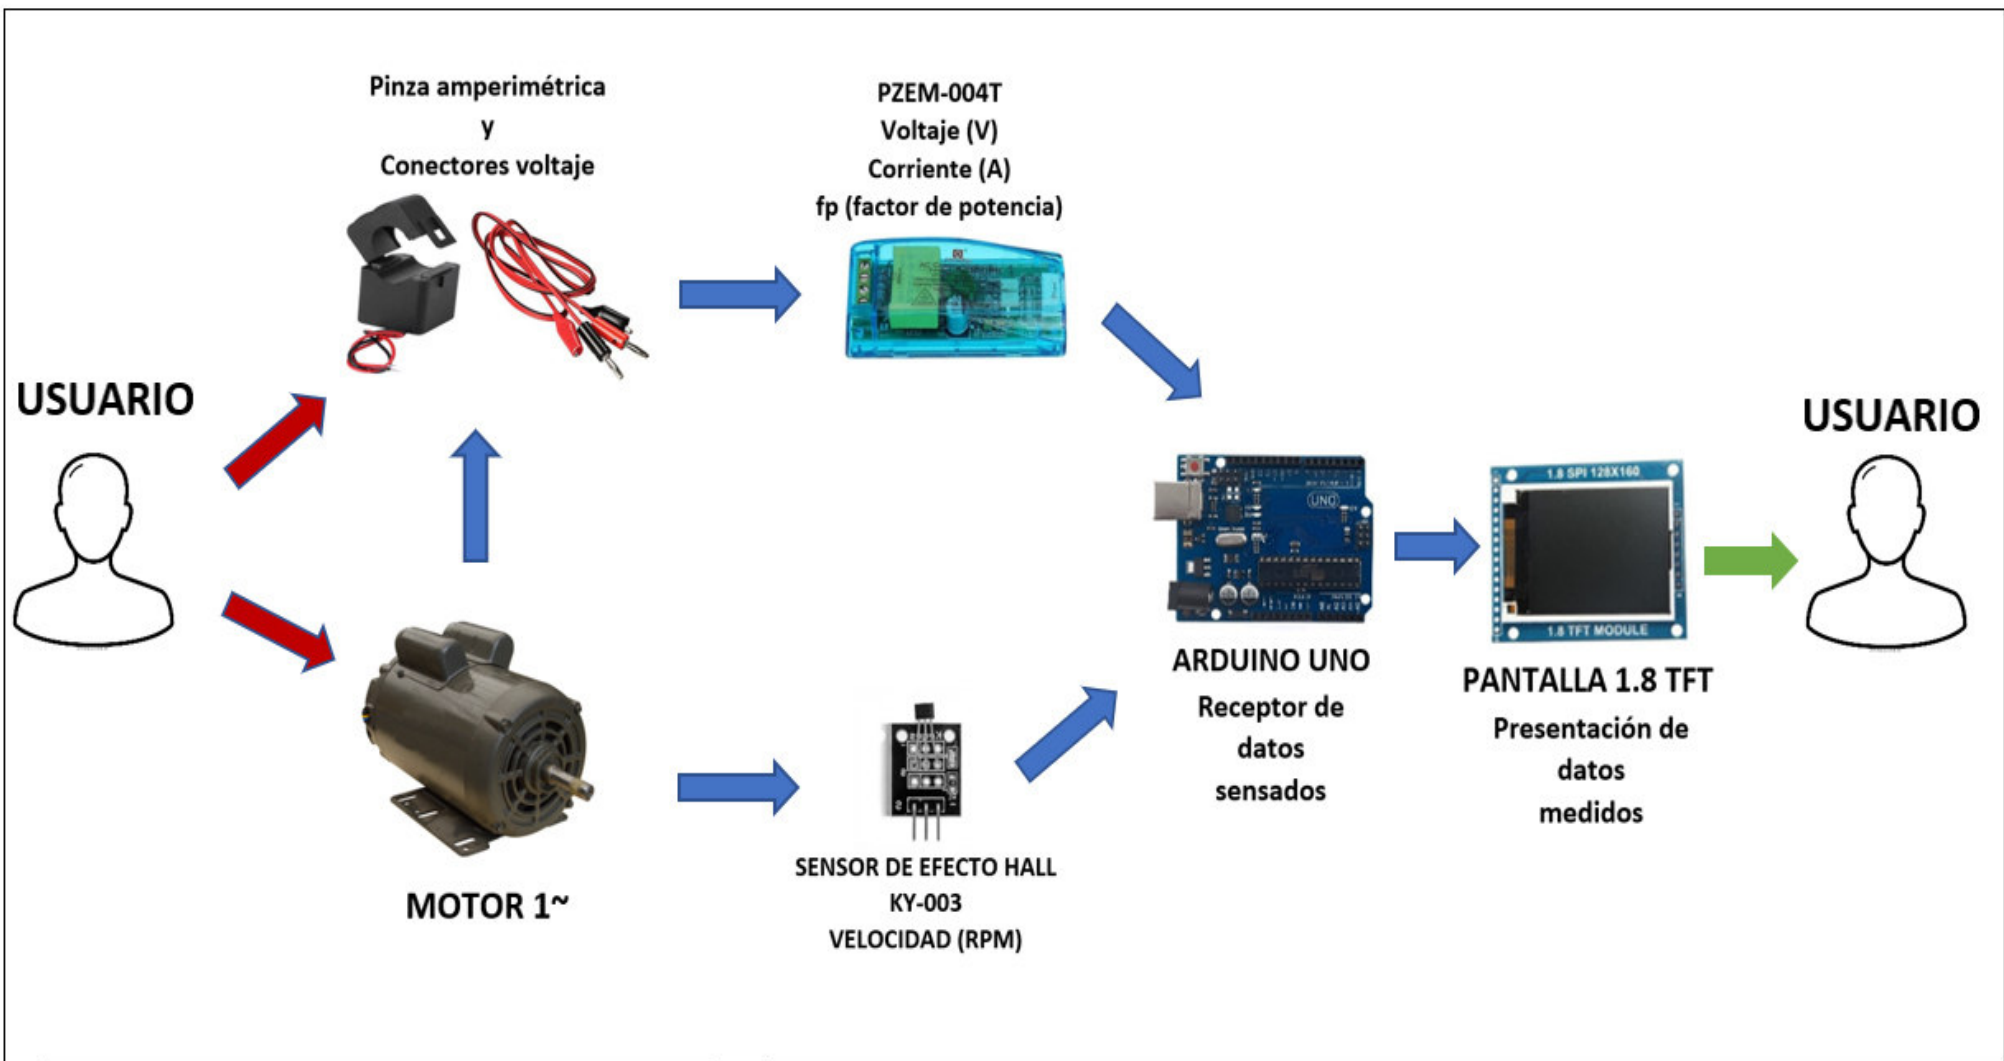 Pinza amperimétrica
y
Conectores voltaje
PZEM-004T
Voltaje (V)
Corriente (A)
fp (factor de potencia)
USUARIO
USUARIO
1.8 SPI 128X160
UNO
1.8 TFT MODULE
ARDUINO UNO
Receptor de
datos
sensados
PANTALLA 1.8 TFT
Presentación de
datos
medidos
MOTOR 1~
SENSOR DE EFECTO HALL
KY-003
VELOCIDAD (RPM)